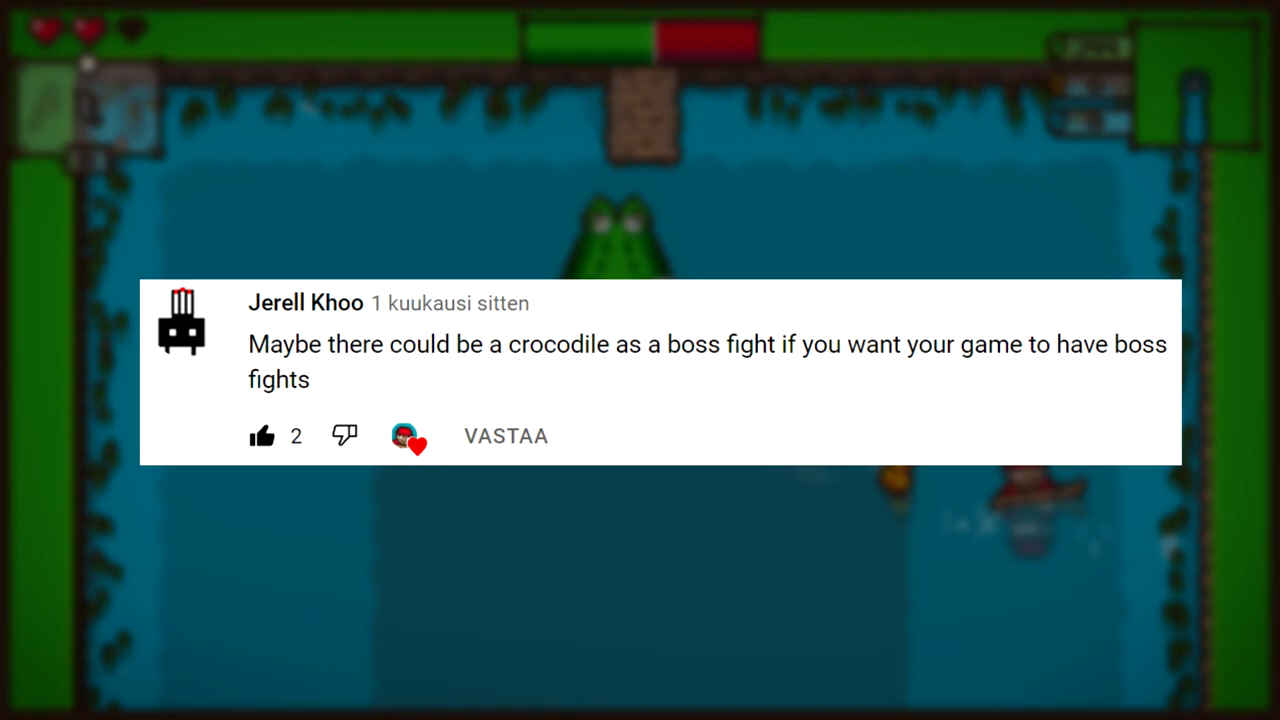 Jerell Khoo 1 kuukausi sitten
Maybe there could be a crocodile as a boss fight if you want your game to have boss
fights
2 VASTAA